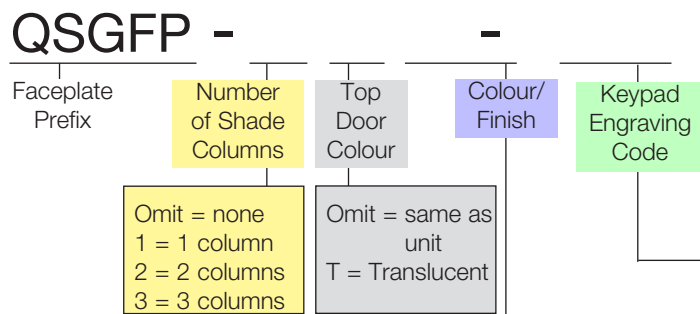 QSGFP - -
Faceplate
Prefix
Number
of Shade
Columns
Top
Door
Colour
Colour/
Finish
Keypad
Engraving
Code
Omit = none
1 = 1 column
2 = 2 columns
3 = 3 columns
Omit = same as
unit
T = Translucent